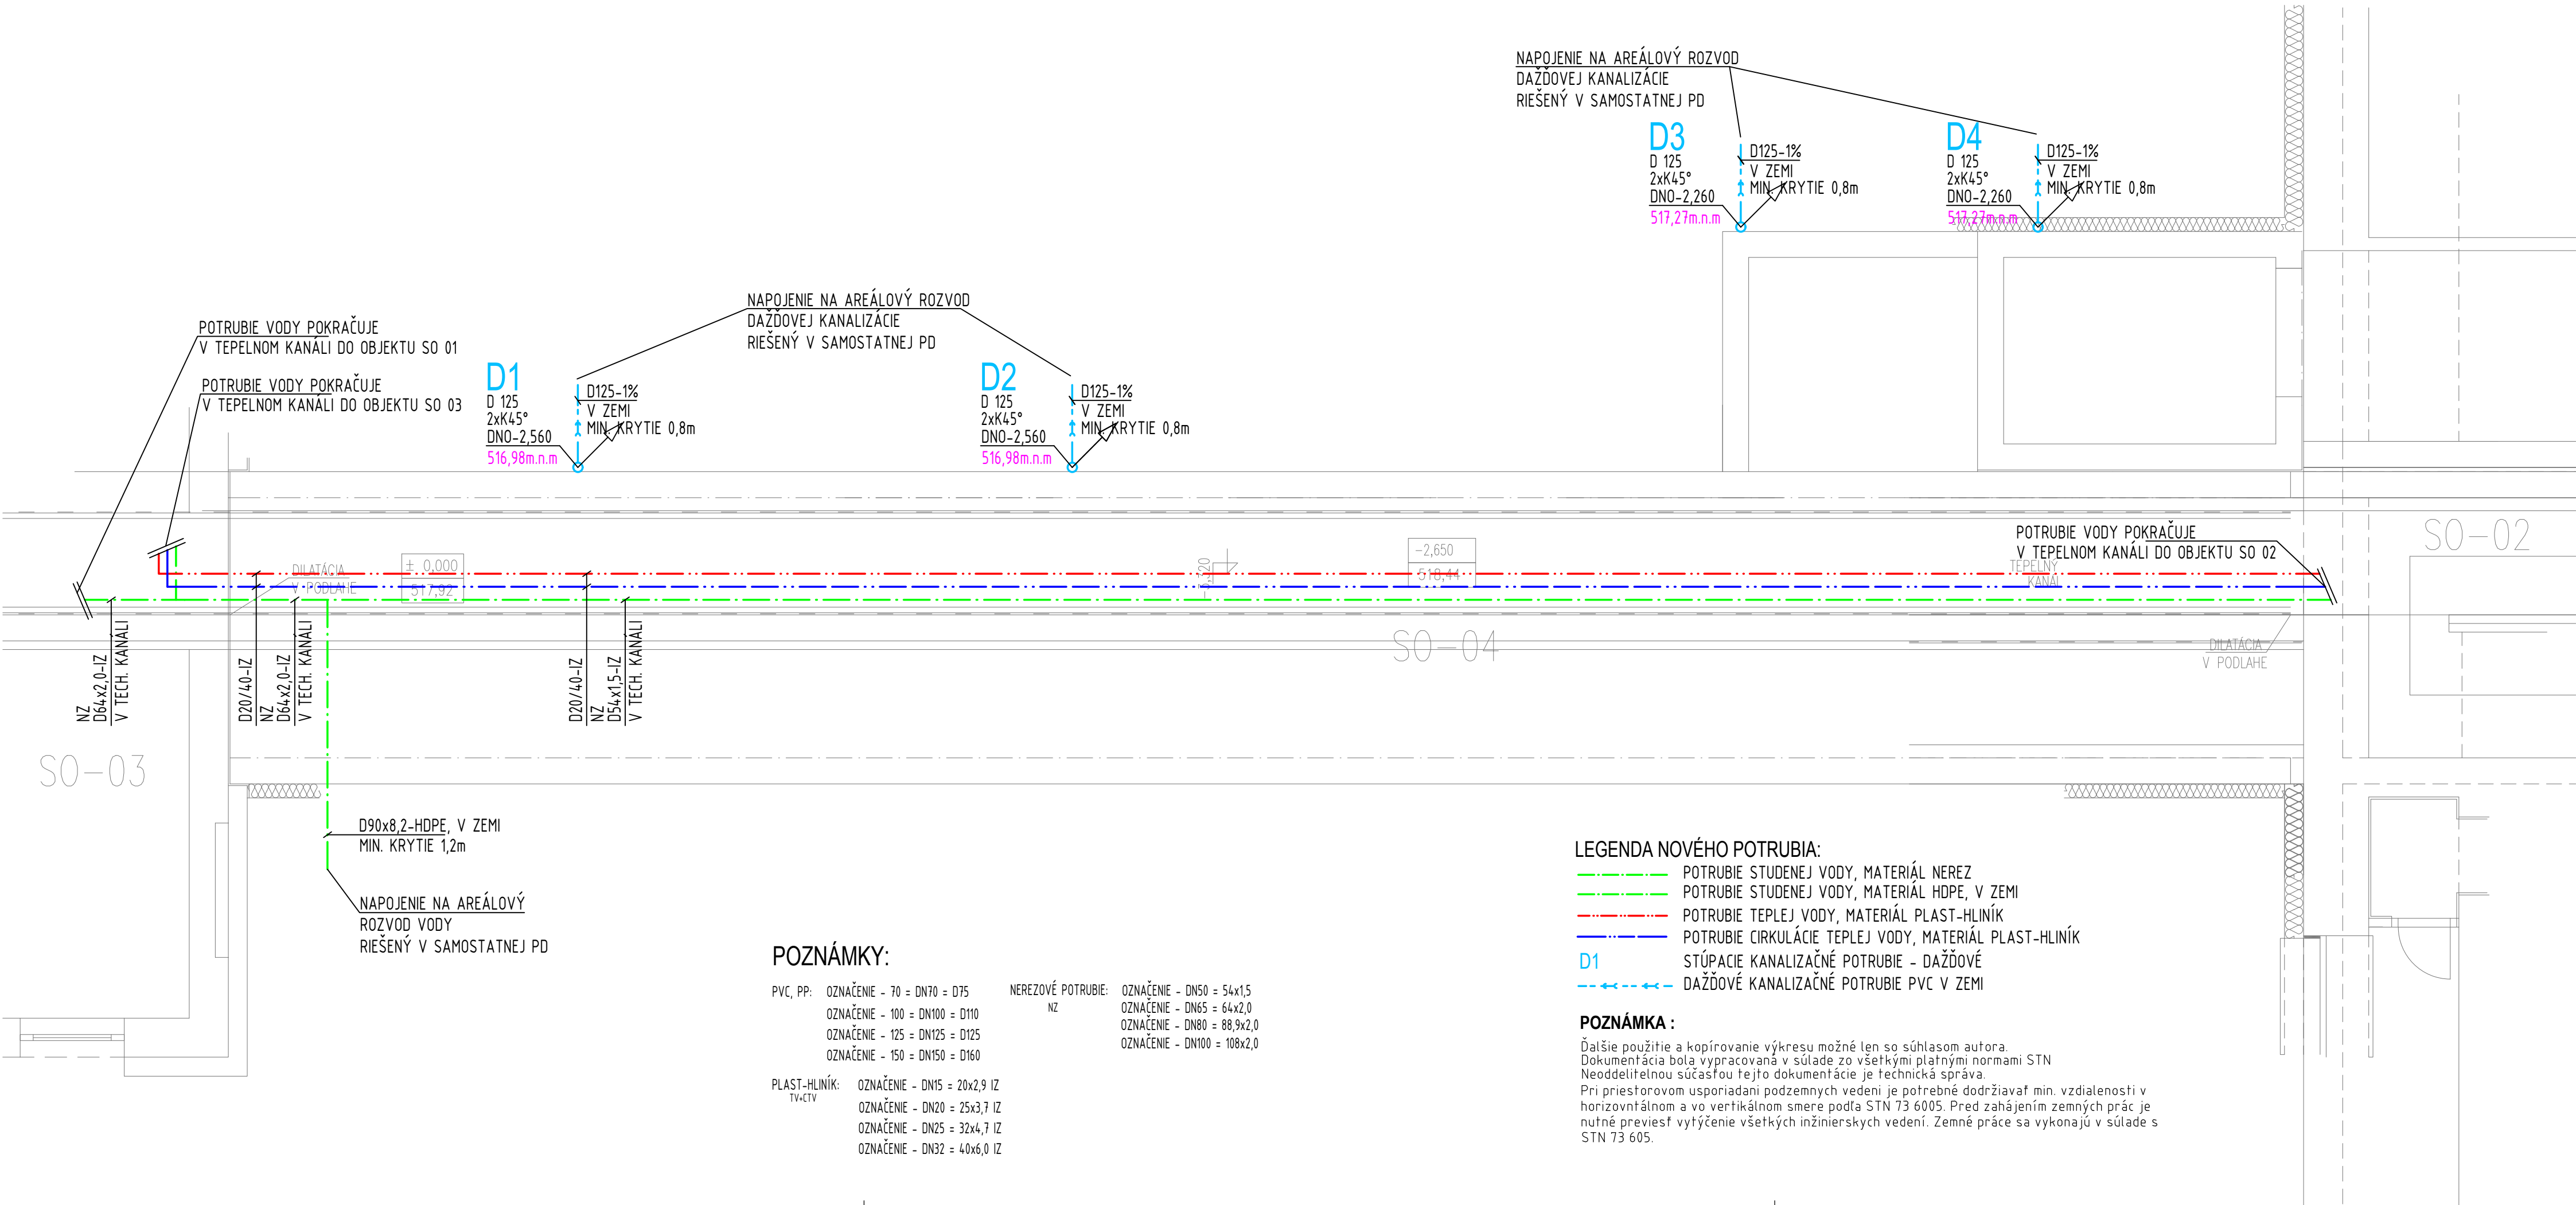 NAPOJENIE NA AREÁLOVÝ ROZVOD
DAŽĎOVEJ KANALIZÁCIE
RIEŠENÝ V SAMOSTATNEJ PD
D3
D 125
2xK45°
DNO-2,260
517,27m.n.m
D125-1%
V ZEMI
MIN. KRYTIE 0,8m
D4
D 125
2xK45°
DNO-2,260
517,27m.n.m
D125-1%
V ZEMI
MIN. KRYTIE 0,8m
NAPOJENIE NA AREÁLOVÝ ROZVOD
DAŽĎOVEJ KANALIZÁCIE
RIEŠENÝ V SAMOSTATNEJ PD
POTRUBIE VODY POKRAČUJE
V TEPELNOM KANÁLI DO OBJEKTU SO 01
POTRUBIE VODY POKRAČUJE
V TEPELNOM KANÁLI DO OBJEKTU SO 03
D1
D 125
2xK45°
DNO-2,560
516,98m.n.m
D125-1%
V ZEMI
MIN. KRYTIE 0,8m
D2
D 125
2xK45°
DNO-2,560
516,98m.n.m
D125-1%
V ZEMI
MIN. KRYTIE 0,8m
POTRUBIE VODY POKRAČUJE
V TEPELNOM KANÁLI DO OBJEKTU SO 02
SO-02
DILATÁCIA
V PODLAHE
± 0,000
517,92
-2,650
518,44
TEPELNÝ
KANÁL
NZ
D64x2,0-IZ
V TECH. KANÁLI
D20/40-IZ
NZ
D64x2,0-IZ
V TECH. KANÁLI
D20/40-IZ
NZ
D54x1,5-IZ
V TECH. KANÁLI
SO-04
DILATÁCIA
V PODLAHE
SO-03
D90x8,2-HDPE, V ZEMI
MIN. KRYTIE 1,2m
NAPOJENIE NA AREÁLOVÝ
ROZVOD VODY
RIEŠENÝ V SAMOSTATNEJ PD
LEGENDA NOVÉHO POTRUBIA:
POTRUBIE STUDENEJ VODY, MATERIÁL NEREZ
POTRUBIE STUDENEJ VODY, MATERIÁL HDPE, V ZEMI
POTRUBIE TEPLEJ VODY, MATERIÁL PLAST-HLINÍK
POTRUBIE CIRKULÁCIE TEPLEJ VODY, MATERIÁL PLAST-HLINÍK
D1 STÚPACIE KANALIZAČNÉ POTRUBIE - DAŽĎOVÉ
DAŽĎOVÉ KANALIZAČNÉ POTRUBIE PVC V ZEMI
POZNÁMKY:
PVC, PP: OZNAČENIE - 70 = DN70 = D75
OZNAČENIE - 100 = DN100 = D110
OZNAČENIE - 125 = DN125 = D125
OZNAČENIE - 150 = DN150 = D160
NEREZOVÉ POTRUBIE: OZNAČENIE - DN50 = 54x1,5
NZ OZNAČENIE - DN65 = 64x2,0
OZNAČENIE - DN80 = 88,9x2,0
OZNAČENIE - DN100 = 108x2,0
PLAST-HLINÍK: OZNAČENIE - DN15 = 20x2,9 IZ
TV+CTV
OZNAČENIE - DN20 = 25x3,7 IZ
OZNAČENIE - DN25 = 32x4,7 IZ
OZNAČENIE - DN32 = 40x6,0 IZ
POZNÁMKA :
Ďalšie použitie a kopírovanie výkresu možné len so súhlasom autora.
Dokumentácia bola vypracovaná v súlade zo všetkými platnými normami STN
Neoddelitelnou súčasťou tejto dokumentácie je technická správa.
Pri priestorovom usporiadani podzemnych vedeni je potrebné dodržiavať min. vzdialenosti v
horizovntálnom a vo vertikálnom smere podľa STN 73 6005. Pred zahájením zemných prác je
nutné previesť vytýčenie všetkých inžinierskych vedení. Zemné práce sa vykonajú v súlade s
STN 73 605.